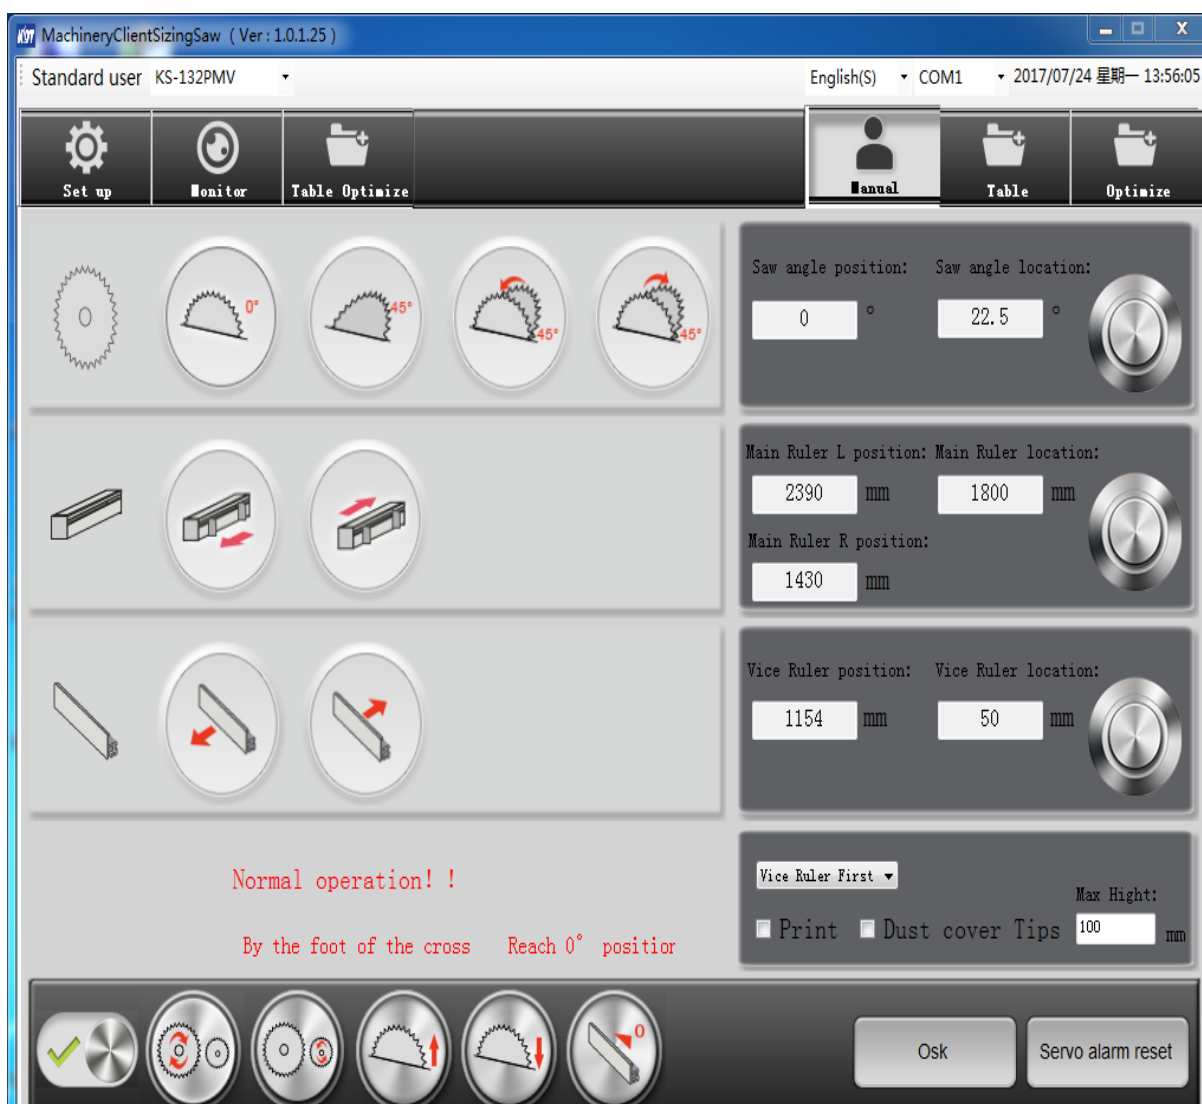 KST MachineryClientSizingSaw ( Ver : 1.0.1.25 )
Standard user KS-132PMV English(S) COM1 2017/07/24 星期一 13:56:05
Set up Monitor Table Optimize Manual Table Optimize
0° 45° 45° 45°
Saw angle position: Saw angle location:
0 ° 22.5 °
Main Ruler L position: Main Ruler location:
2390 mm 1800 mm
Main Ruler R position:
1430 mm
Vice Ruler position: Vice Ruler location:
1154 mm 50 mm
Normal operation! !
By the foot of the cross Reach 0° positior
Vice Ruler First
Max Hight:
Print Dust cover Tips 100 mm
0
Osk Servo alarm reset